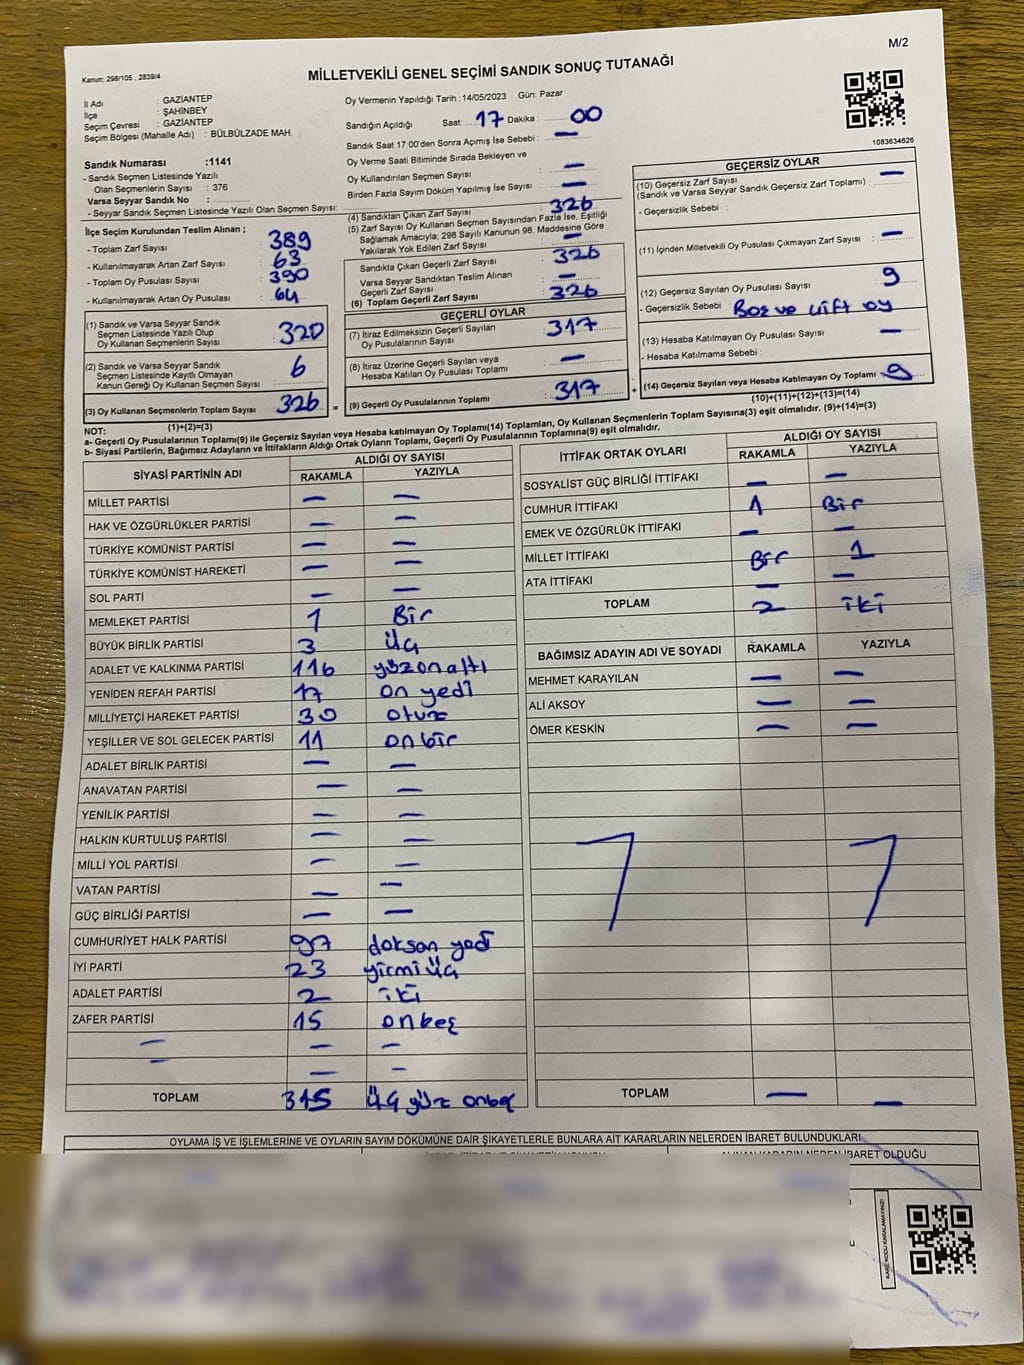 M/2
Kanun: 298/105 , 2839/4
MİLLETVEKİLİ GENEL SEÇİMİ SANDIK SONUÇ TUTANAĞI
İl Adı : GAZİANTEP
İlçe : ŞAHİNBEY
Seçim Çevresi : GAZİANTEP
Seçim Bölgesi (Mahalle Adı) : BÜLBÜLZADE MAH.
Oy Vermenin Yapıldığı Tarih :14/05/2023 Gün: Pazar
Sandığın Açıldığı Saat 17 Dakika : 00
Sandık Saat 17:00'den Sonra Açımış İse Sebebi : —
Oy Verme Saati Bitiminde Sırada Bekleyen ve
Oy Kullandırılan Seçmen Sayısı : —
Birden Fazla Sayım Döküm Yapılmış İse Sayısı : —
1083634626
Sandık Numarası :1141
- Sandık Seçmen Listesinde Yazılı
Olan Seçmenlerin Sayısı : 376
Varsa Seyyar Sandık No :
- Seyyar Sandık Seçmen Listesinde Yazılı Olan Seçmen Sayısı:
İlçe Seçim Kurulundan Teslim Alınan ;
- Toplam Zarf Sayısı : 389
- Kullanılmayarak Artan Zarf Sayısı : 63
- Toplam Oy Pusulası Sayısı : 390
- Kullanılmayarak Artan Oy Pusulası : 64
(1) Sandık ve Varsa Seyyar Sandık
Seçmen Listesinde Yazılı Olup
Oy Kullanan Seçmenlerin Sayısı : 320
(2) Sandık ve Varsa Seyyar Sandık
Seçmen Listesinde Kayıtlı Olmayan
Kanun Gereği Oy Kullanan Seçmen Sayısı : 6
(3) Oy Kullanan Seçmenlerin Toplam Sayısı : 326
(1)+(2)=(3)
(4) Sandıktan Çıkan Zarf Sayısı : 326
(5) Zarf Sayısı Oy Kullanan Seçmen Sayısından Fazla İse, Eşitliği
Sağlamak Amacıyla; 298 Sayılı Kanunun 98. Maddesine Göre
Yakılarak Yok Edilen Zarf Sayısı : —
Sandıkta Çıkan Geçerli Zarf Sayısı : 326
Varsa Seyyar Sandıktan Teslim Alınan
Geçerli Zarf Sayısı : —
(6) Toplam Geçerli Zarf Sayısı : 326
GEÇERLİ OYLAR
(7) İtiraz Edilmeksizin Geçerli Sayılan
Oy Pusulalarının Sayısı : 317
(8) İtiraz Üzerine Geçerli Sayılan veya
Hesaba Katılan Oy Pusulası Toplamı : —
= (9) Geçerli Oy Pusulalarının Toplamı : 317
GEÇERSİZ OYLAR
(10) Geçersiz Zarf Sayısı
(Sandık ve Varsa Seyyar Sandık Geçersiz Zarf Toplamı) : —
- Geçersizlik Sebebi :
(11) İçinden Milletvekili Oy Pusulası Çıkmayan Zarf Sayısı : —
(12) Geçersiz Sayılan Oy Pusulası Sayısı : 9
- Geçersizlik Sebebi : Boş ve çift oy
(13) Hesaba Katılmayan Oy Pusulası Sayısı : —
- Hesaba Katılmama Sebebi :
+ (14) Geçersiz Sayılan veya Hesaba Katılmayan Oy Toplamı : 9
(10)+(11)+(12)+(13)=(14)
NOT:
a- Geçerli Oy Pusulalarının Toplamı(9) ile Geçersiz Sayılan veya Hesaba katılmayan Oy Toplamı(14) Toplamları, Oy Kullanan Seçmenlerin Toplam Sayısına(3) eşit olmalıdır. (9)+(14)=(3)
b- Siyasi Partilerin, Bağımsız Adayların ve İttifakların Aldığı Ortak Oyların Toplamı, Geçerli Oy Pusulalarının Toplamına(9) eşit olmalıdır.
SİYASİ PARTİNİN ADI ALDIĞI OY SAYISI
RAKAMLA YAZIYLA
MİLLET PARTİSİ — —
HAK VE ÖZGÜRLÜKLER PARTİSİ — —
TÜRKİYE KOMÜNİST PARTİSİ — —
TÜRKİYE KOMÜNİST HAREKETİ — —
SOL PARTİ — —
MEMLEKET PARTİSİ 1 Bir
BÜYÜK BİRLİK PARTİSİ 3 üç
ADALET VE KALKINMA PARTİSİ 116 yüzonaltı
YENİDEN REFAH PARTİSİ 17 on yedi
MİLLİYETÇİ HAREKET PARTİSİ 30 otuz
YEŞİLLER VE SOL GELECEK PARTİSİ 11 onbir
ADALET BİRLİK PARTİSİ — —
ANAVATAN PARTİSİ — —
YENİLİK PARTİSİ — —
HALKIN KURTULUŞ PARTİSİ — —
MİLLİ YOL PARTİSİ — —
VATAN PARTİSİ — —
GÜÇ BİRLİĞİ PARTİSİ — —
CUMHURİYET HALK PARTİSİ 97 doksan yedi
İYİ PARTİ 23 yirmi üç
ADALET PARTİSİ 2 iki
ZAFER PARTİSİ 15 onbeş
— — —
— — —
TOPLAM 315 üç yüz onbeş
İTTİFAK ORTAK OYLARI ALDIĞI OY SAYISI
RAKAMLA YAZIYLA
SOSYALİST GÜÇ BİRLİĞİ İTTİFAKI — —
CUMHUR İTTİFAKI 1 Bir
EMEK VE ÖZGÜRLÜK İTTİFAKI — —
MİLLET İTTİFAKI Bir 1
ATA İTTİFAKI — —
TOPLAM 2 iki
BAĞIMSIZ ADAYIN ADI VE SOYADI RAKAMLA YAZIYLA
MEHMET KARAYILAN — —
ALİ AKSOY — —
ÖMER KESKİN — —
TOPLAM — —
OYLAMA İŞ VE İŞLEMLERİNE VE OYLARIN SAYIM DÖKÜMÜNE DAİR ŞİKAYETLERLE BUNLARA AİT KARARLARIN NELERDEN İBARET BULUNDUKLARI
İBARET OLDUĞU